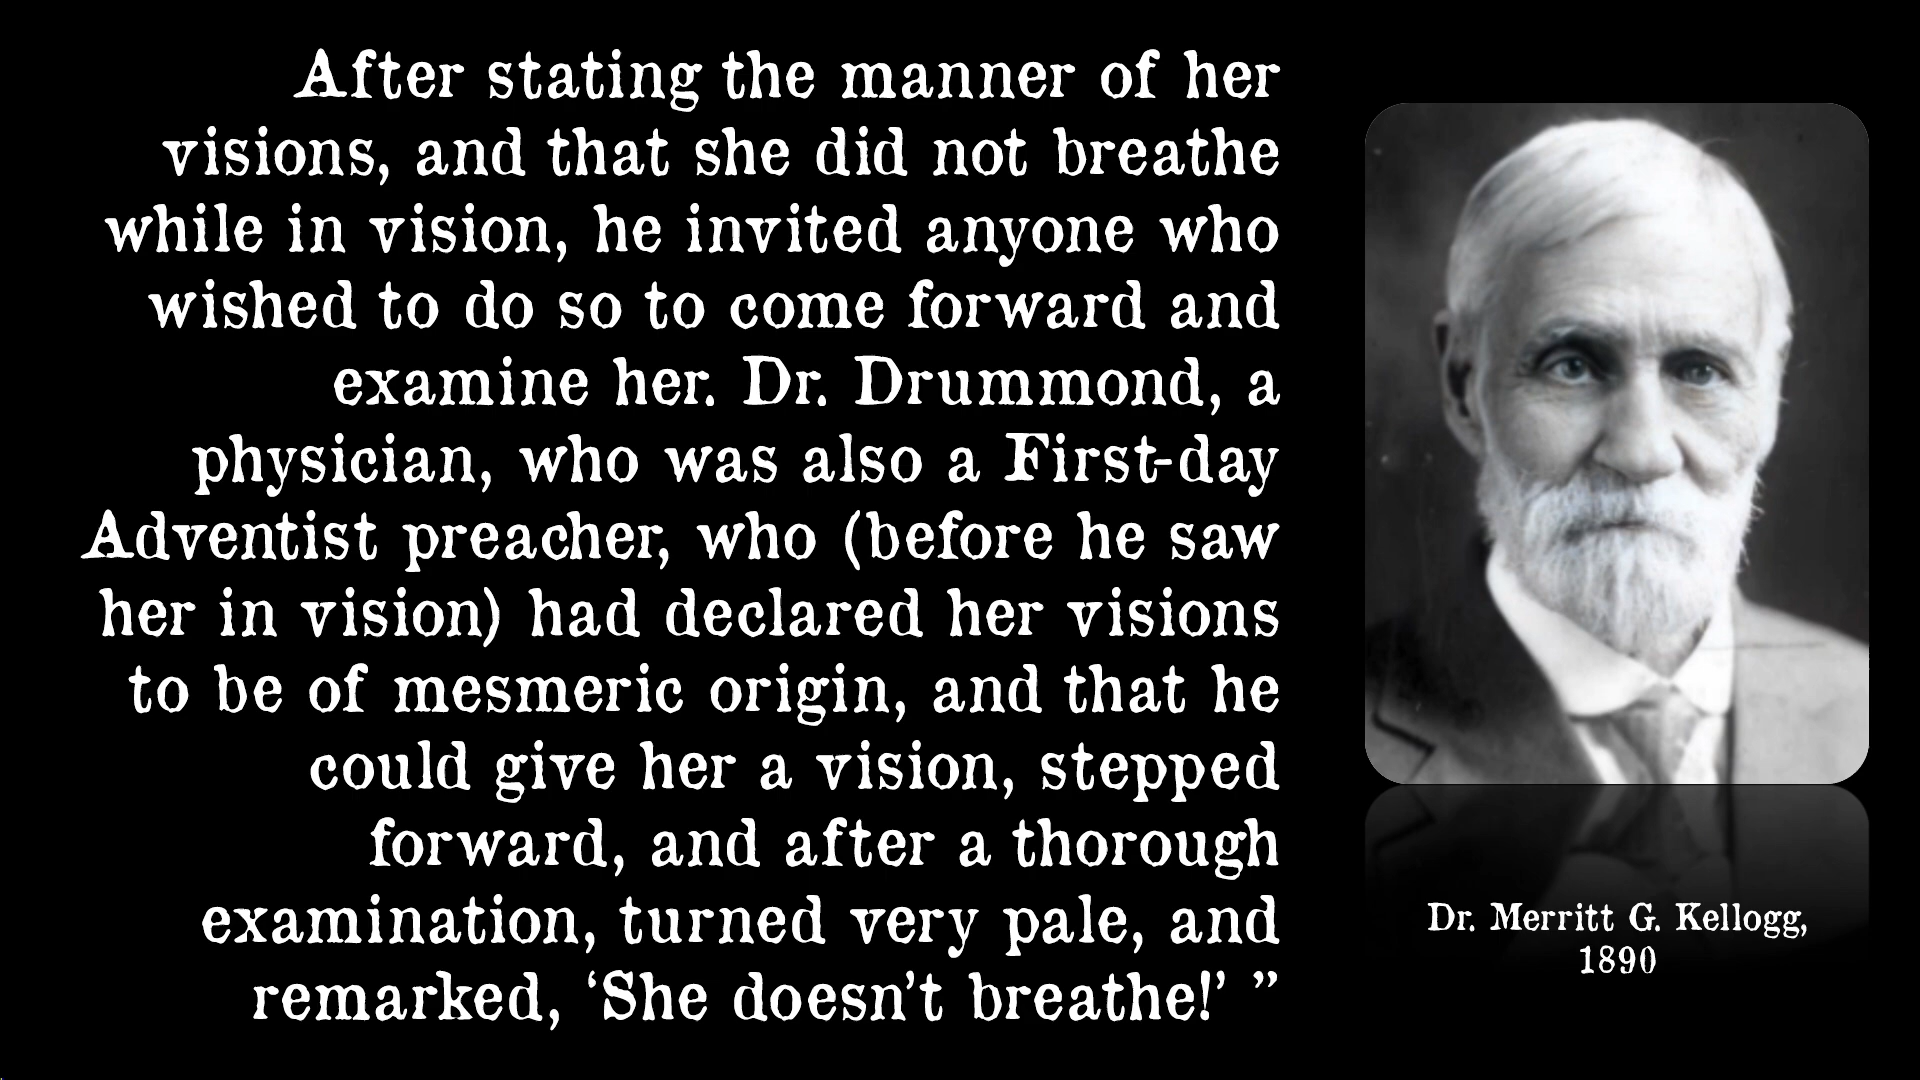 After stating the manner of her
visions, and that she did not breathe
while in vision, he invited anyone who
wished to do so to come forward and
examine her. Dr. Drummond, a
physician, who was also a First-day
Adventist preacher, who (before he saw
her in vision) had declared her visions
to be of mesmeric origin, and that he
could give her a vision, stepped
forward, and after a thorough
examination, turned very pale, and
remarked, ‘She doesn’t breathe!’ ”
Dr. Merritt G. Kellogg,
1890